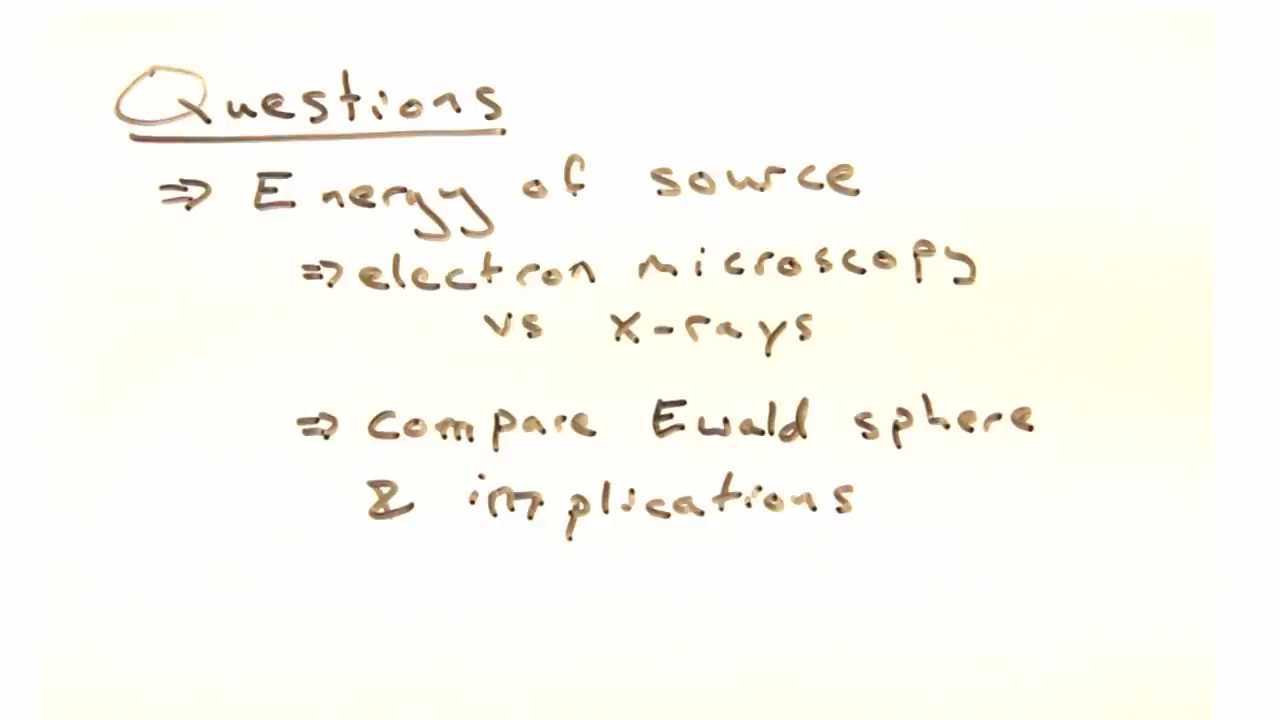 Questions
⇒ Energy of source
⇒ electron microscopy
vs x-rays
⇒ compare Ewald sphere
& implications